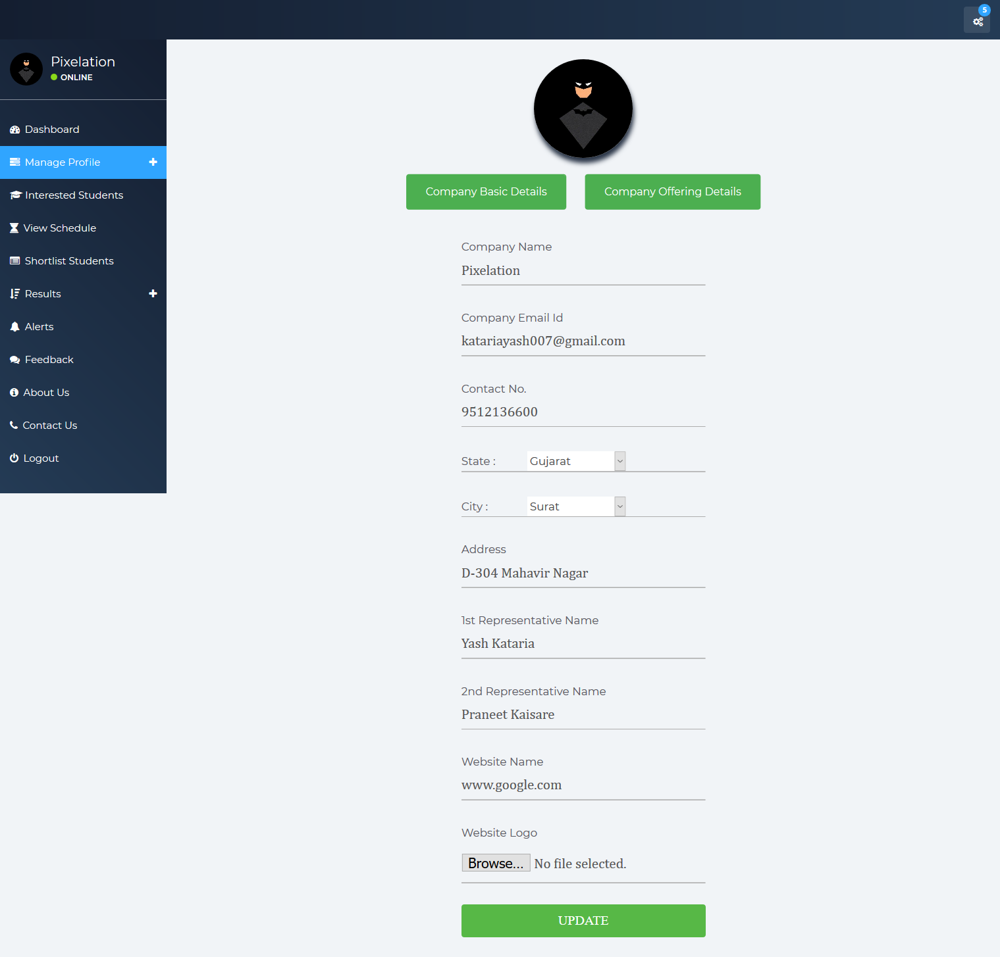 5
Pixelation
ONLINE
Dashboard
Manage Profile
Interested Students
View Schedule
Shortlist Students
Results
Alerts
Feedback
About Us
Contact Us
Logout
Company Basic Details
Company Offering Details
Company Name
Pixelation
Company Email Id
katariayash007@gmail.com
Contact No.
9512136600
State : Gujarat
City : Surat
Address
D-304 Mahavir Nagar
1st Representative Name
Yash Kataria
2nd Representative Name
Praneet Kaisare
Website Name
www.google.com
Website Logo
Browse... No file selected.
UPDATE